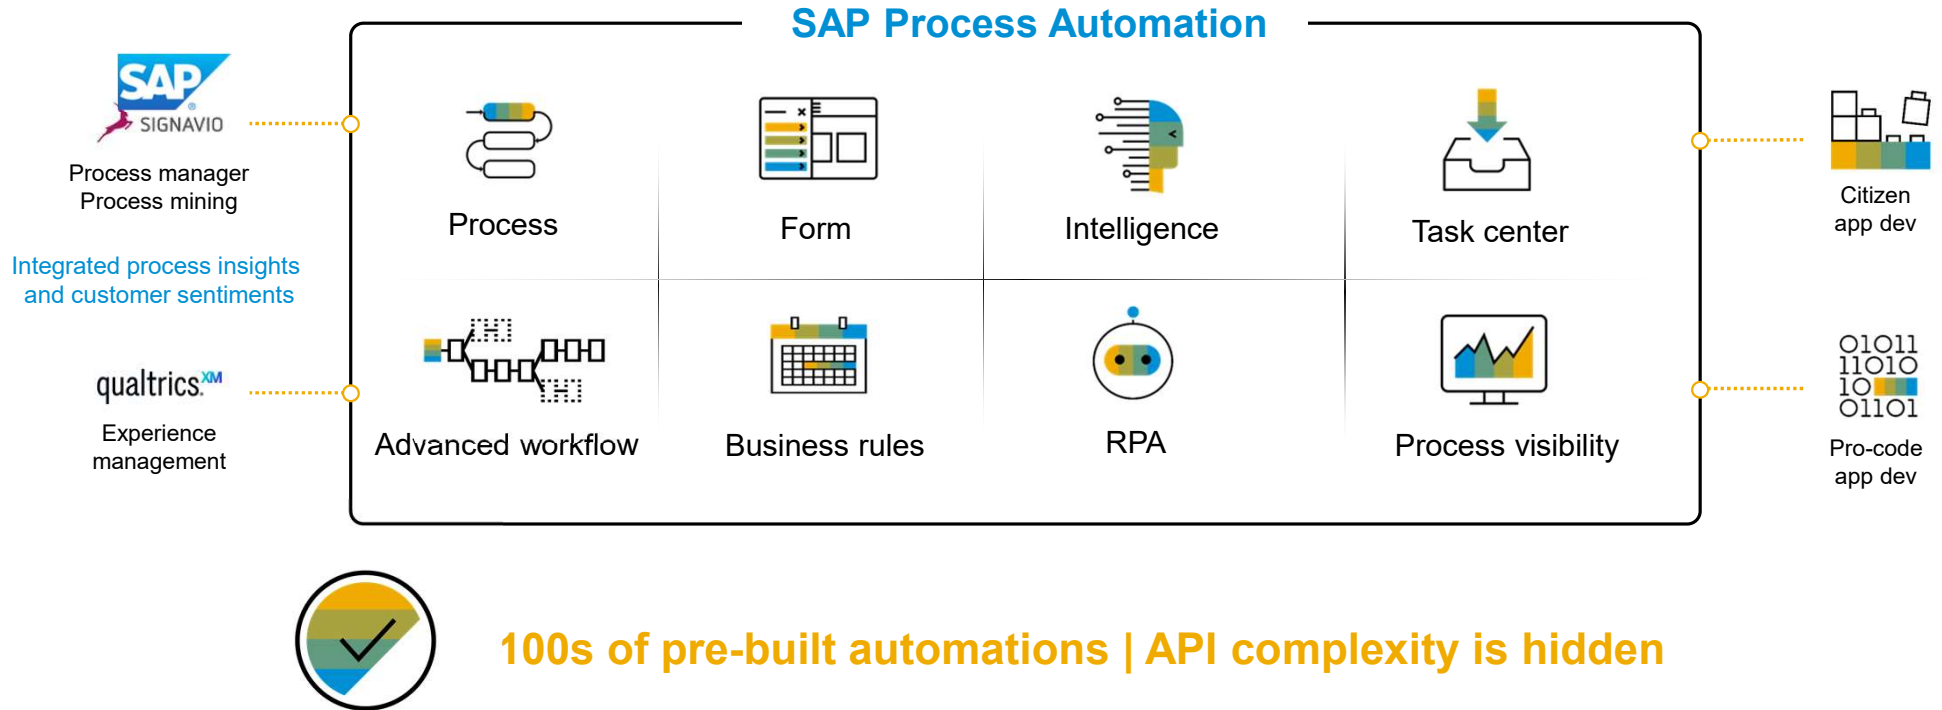 SAP Process Automation
SAP
®
SIGNAVIO
Process manager
Process mining
Integrated process insights
and customer sentiments
qualtrics.XM
Experience
management
Process
Form
Intelligence
Task center
Advanced workflow
Business rules
RPA
Process visibility
Citizen
app dev
01011
11010
10
01101
Pro-code
app dev
100s of pre-built automations | API complexity is hidden